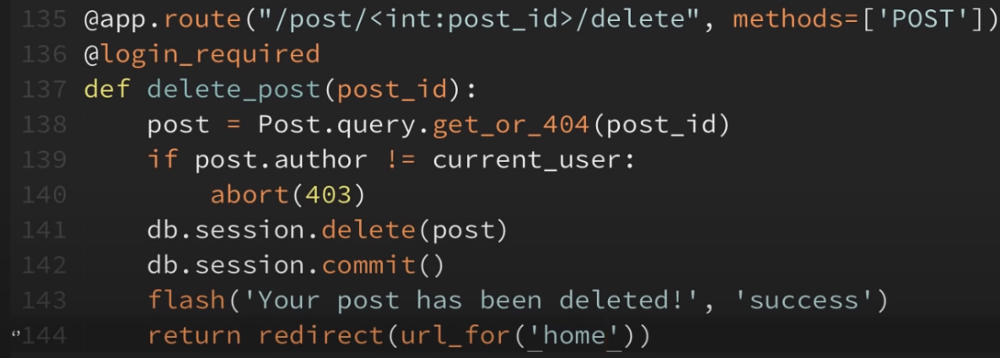 135 @app.route("/post/<int:post_id>/delete", methods=['POST'])
136 @login_required
137 def delete_post(post_id):
138     post = Post.query.get_or_404(post_id)
139     if post.author != current_user:
140         abort(403)
141     db.session.delete(post)
142     db.session.commit()
143     flash('Your post has been deleted!', 'success')
144     return redirect(url_for('home'))